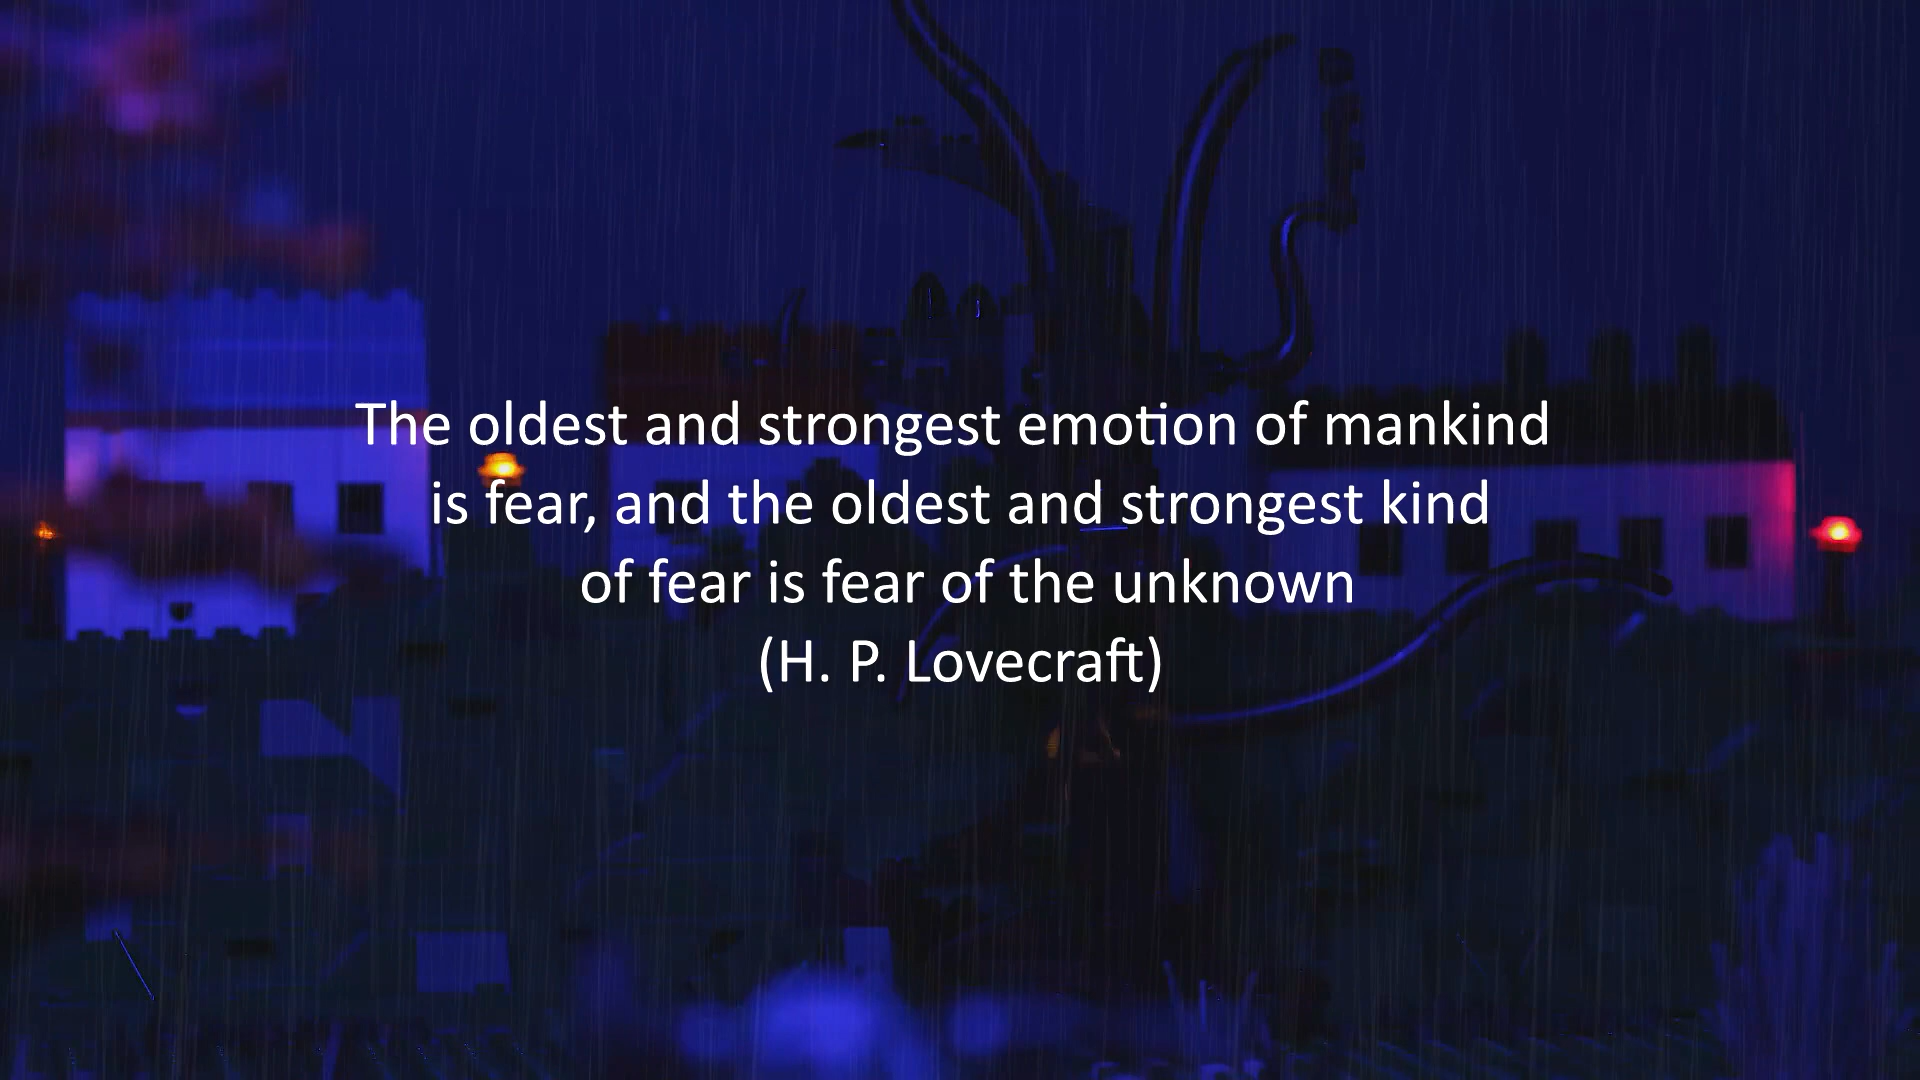 The oldest and strongest emotion of mankind
is fear, and the oldest and strongest kind
of fear is fear of the unknown
(H. P. Lovecraft)